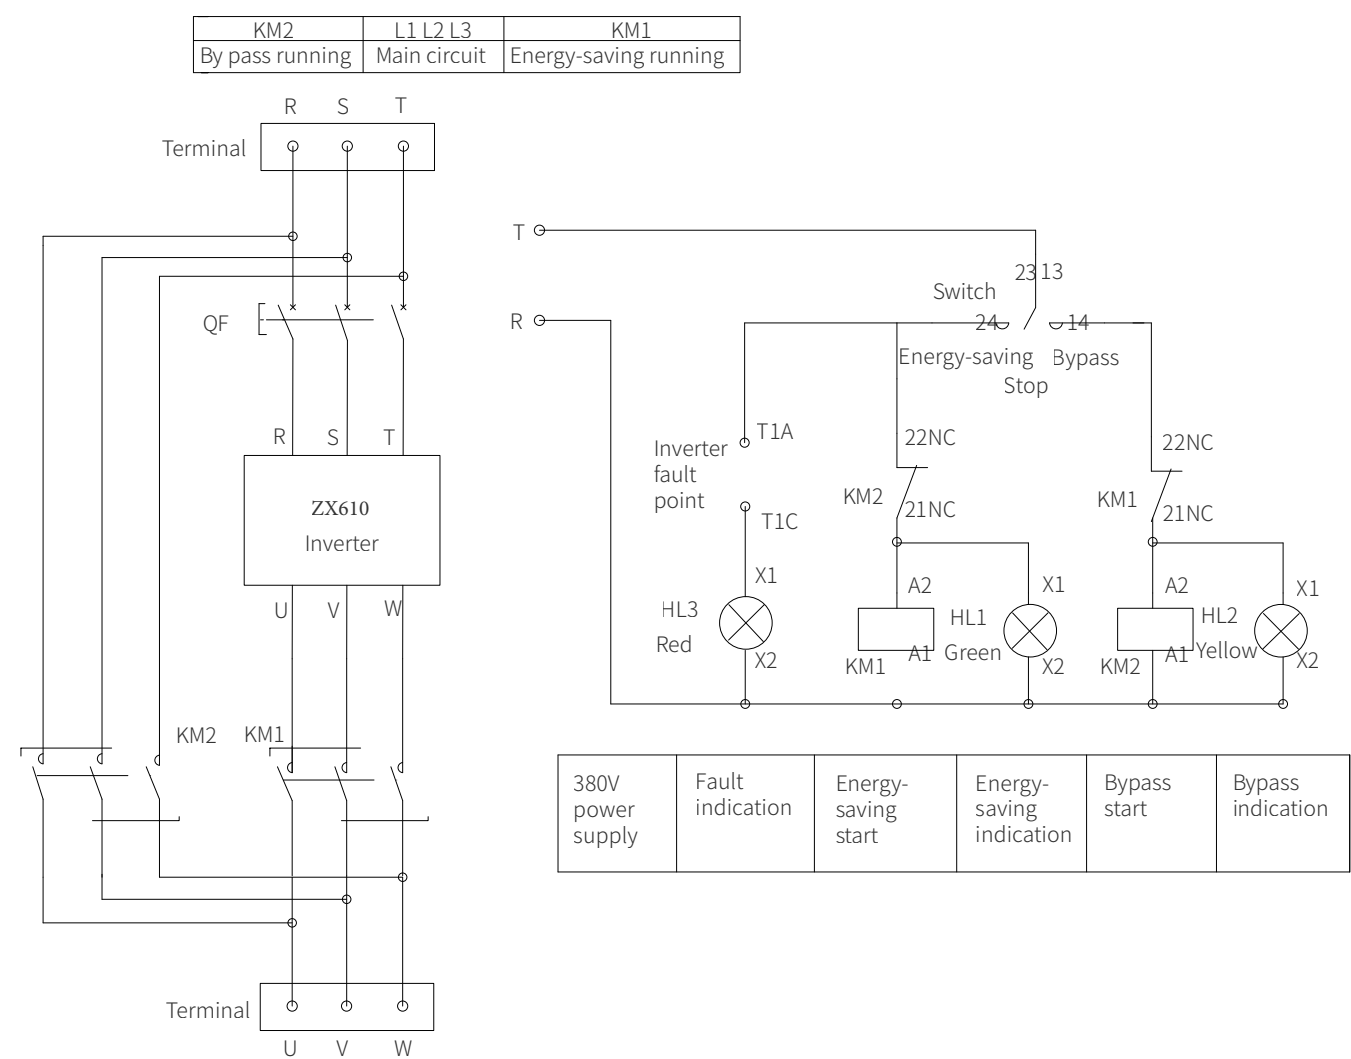 KM2 L1 L2 L3 KM1
By pass running Main circuit Energy-saving running
R S T
Terminal
QF
R S T
ZX610
Inverter
U V W
KM2 KM1
Terminal
U V W
T
R
23 13
Switch
24 14
Energy-saving Bypass
Stop
Inverter
fault
point
T1A
T1C
HL3
Red
X1
X2
22NC
KM2
21NC
A2
KM1 A1
HL1
Green
X1
X2
22NC
KM1
21NC
A2
KM2 A1
HL2
Yellow
X1
X2
380V
power
supply
Fault
indication
Energy-
saving
start
Energy-
saving
indication
Bypass
start
Bypass
indication